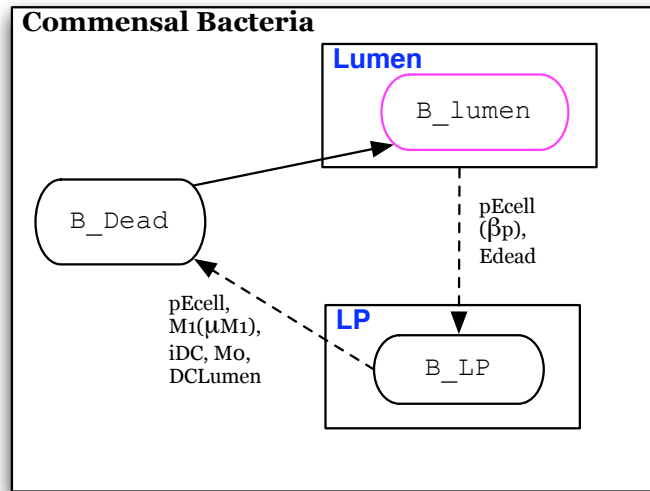 Commensal Bacteria
Lumen
B_lumen
B_Dead
pEcell
(βp),
Edead
pEcell,
M1(μM1),
iDC, M0,
DCLumen
LP
B_LP